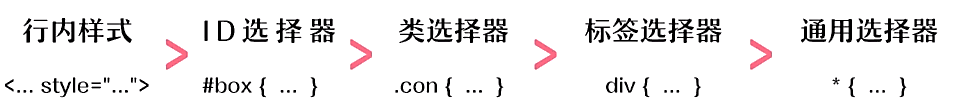 行内样式 > ID选择器 > 类选择器 > 标签选择器 > 通用选择器
<... style="..."> #box { ... } .con { ... } div { ... } * { ... }